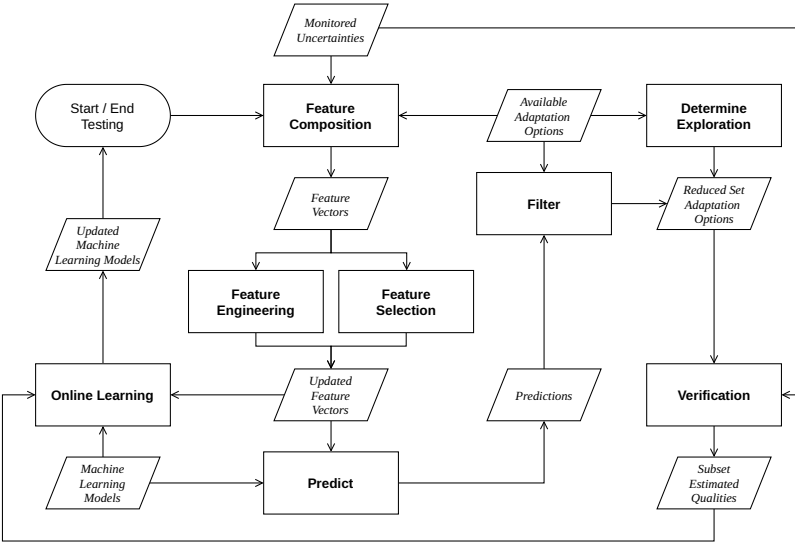 Monitored
Uncertainties
Start / End
Testing
Feature
Composition
Available
Adaptation
Options
Determine
Exploration
Feature
Vectors
Filter
Reduced Set
Adaptation
Options
Updated
Machine
Learning Models
Feature
Engineering
Feature
Selection
Online Learning
Updated
Feature
Vectors
Predictions
Verification
Machine
Learning
Models
Predict
Subset
Estimated
Qualities